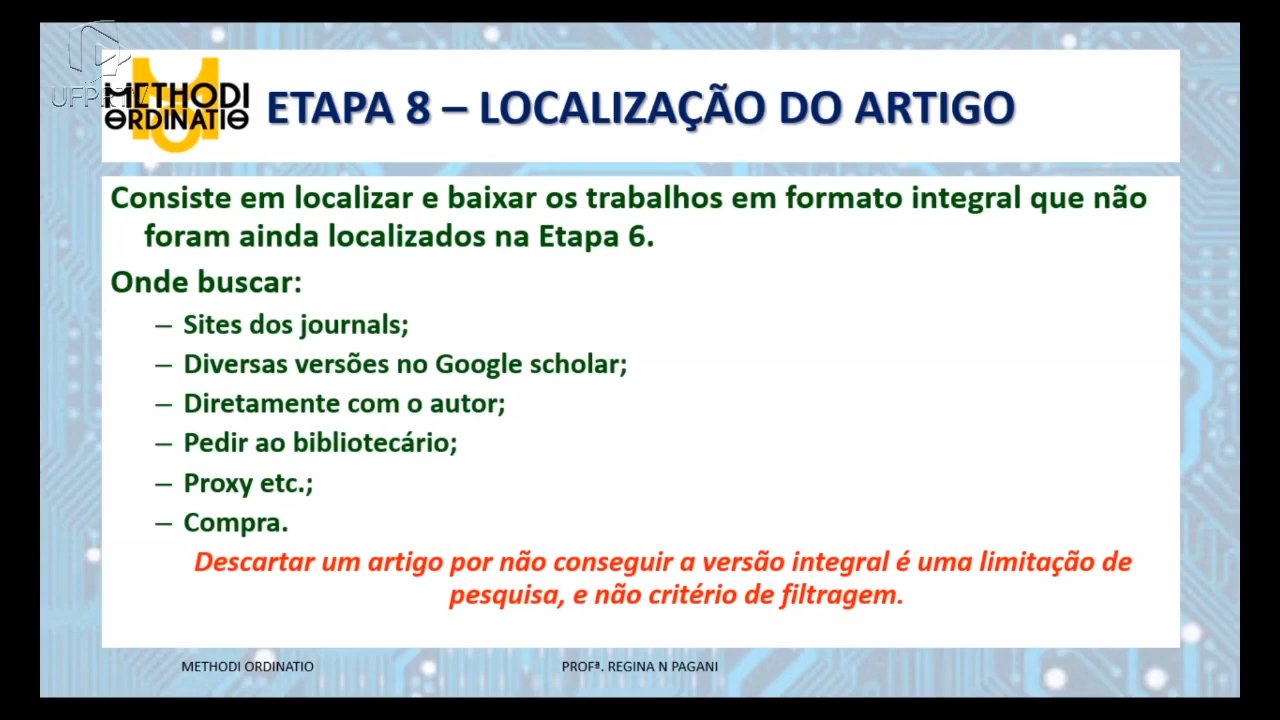 UFPR TV
METHODI
ORDINATIO
ETAPA 8 – LOCALIZAÇÃO DO ARTIGO
Consiste em localizar e baixar os trabalhos em formato integral que não
foram ainda localizados na Etapa 6.
Onde buscar:
– Sites dos journals;
– Diversas versões no Google scholar;
– Diretamente com o autor;
– Pedir ao bibliotecário;
– Proxy etc.;
– Compra.
Descartar um artigo por não conseguir a versão integral é uma limitação de
pesquisa, e não critério de filtragem.
METHODI ORDINATIO
PROFª. REGINA N PAGANI